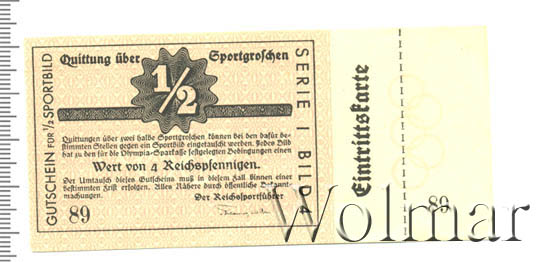 GUTSCHEIN FOR 1/2 SPORTBILD
Quittung über Sportgroschen
1/2
Quittungen über zwei halbe Sportgroschen können bei den dafür be-
stimmten Stellen gegen ein Sportbild eingetauscht werden. Jedes Bild
hat zu den für die Olympia-Sparkasse festgelegten Bedingungen einen
Wert von 4 Reichspfennigen.
Der Umtausch dieses Gutscheins muß in diesem Fall binnen einer
bestimmten Frist erfolgen. Alles Nähere durch öffentliche Bekannt-
machungen.
Der Reichssportführer
89
SERIE I BILD 4
Eintrittskarte
89
Wolmar